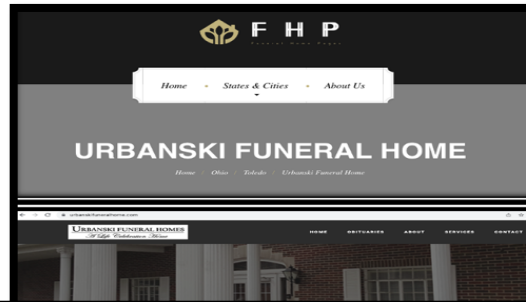 FHP
Funeral Home Pages
Home States & Cities About Us
URBANSKI FUNERAL HOME
Home / Ohio / Toledo / Urbanski Funeral Home
urbanskifuneralhome.com
URBANSKI FUNERAL HOMES
A Life Celebration Home
HOME OBITUARIES ABOUT SERVICES CONTACT